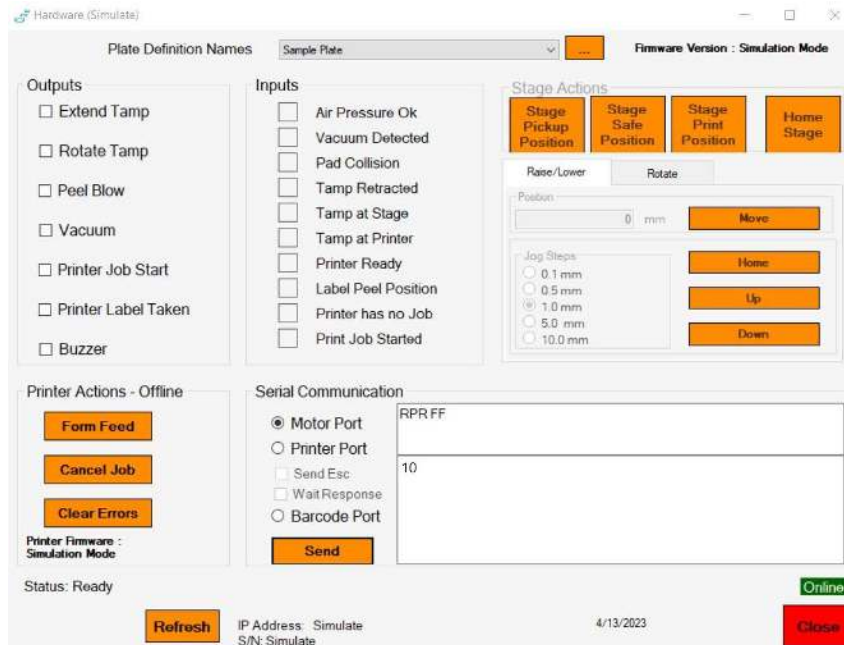 Hardware (Simulate)
Plate Definition Names
Sample Plate
...
Firmware Version : Simulation Mode
Outputs
Extend Tamp
Rotate Tamp
Peel Blow
Vacuum
Printer Job Start
Printer Label Taken
Buzzer
Inputs
Air Pressure Ok
Vacuum Detected
Pad Collision
Tamp Retracted
Tamp at Stage
Tamp at Printer
Printer Ready
Label Peel Position
Printer has no Job
Print Job Started
Stage Actions
Stage
Pickup
Position
Stage
Safe
Position
Stage
Print
Position
Home
Stage
Raise/Lower
Rotate
Position
0 mm
Move
Jog Steps
0.1 mm
0.5 mm
1.0 mm
5.0 mm
10.0 mm
Home
Up
Down
Printer Actions - Offline
Form Feed
Cancel Job
Clear Errors
Printer Firmware :
Simulation Mode
Serial Communication
Motor Port
Printer Port
Send Esc
Wait Response
Barcode Port
Send
RPR FF
10
Status: Ready
Online
Refresh
IP Address: Simulate
S/N: Simulate
4/13/2023
Close